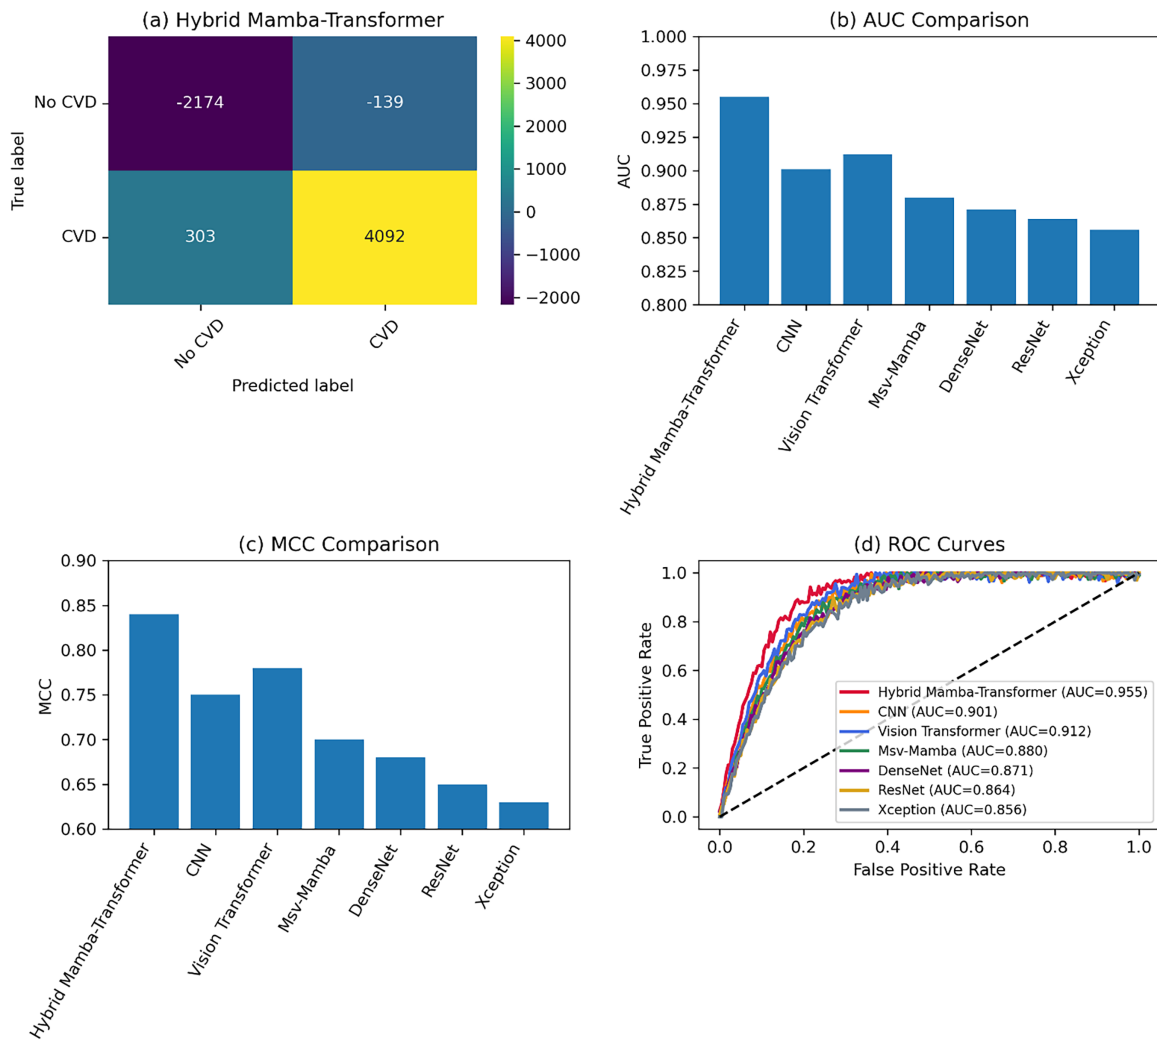 (a) Hybrid Mamba-Transformer
No CVD
CVD
True label
-2174
-139
303
4092
No CVD
CVD
Predicted label
4000
3000
2000
1000
0
−1000
−2000
(b) AUC Comparison
1.000
0.975
0.950
0.925
0.900
0.875
0.850
0.825
0.800
AUC
Hybrid Mamba-Transformer
CNN
Vision Transformer
Msv-Mamba
DenseNet
ResNet
Xception
(c) MCC Comparison
0.90
0.85
0.80
0.75
0.70
0.65
0.60
MCC
Hybrid Mamba-Transformer
CNN
Vision Transformer
Msv-Mamba
DenseNet
ResNet
Xception
(d) ROC Curves
1.0
0.8
0.6
0.4
0.2
0.0
True Positive Rate
Hybrid Mamba-Transformer (AUC=0.955)
CNN (AUC=0.901)
Vision Transformer (AUC=0.912)
Msv-Mamba (AUC=0.880)
DenseNet (AUC=0.871)
ResNet (AUC=0.864)
Xception (AUC=0.856)
0.0
0.2
0.4
0.6
0.8
1.0
False Positive Rate